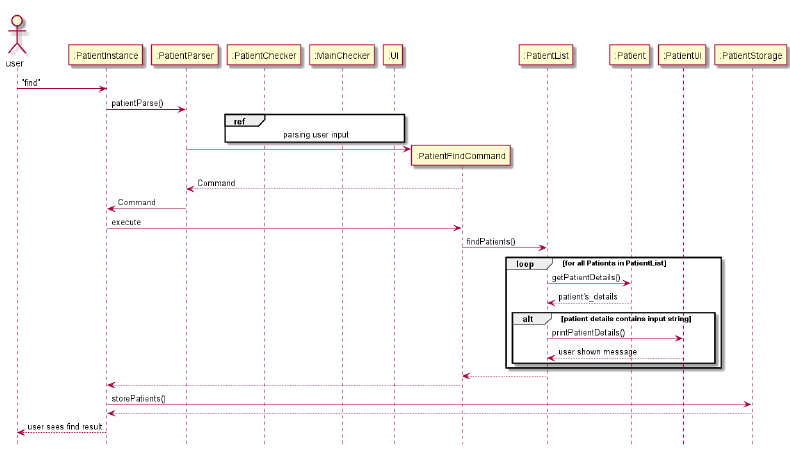 user
:PatientInstance
:PatientParser
:PatientChecker
:MainChecker
:UI
:PatientList
:Patient
:PatientUI
:PatientStorage
"find"
patientParse()
ref
parsing user input
:PatientFindCommand
Command
Command
execute
findPatients()
loop [for all Patients in PatientList]
getPatientDetails()
patient's_details
alt [patient details contains input string]
printPatientDetails()
user shown message
storePatients()
user sees find result